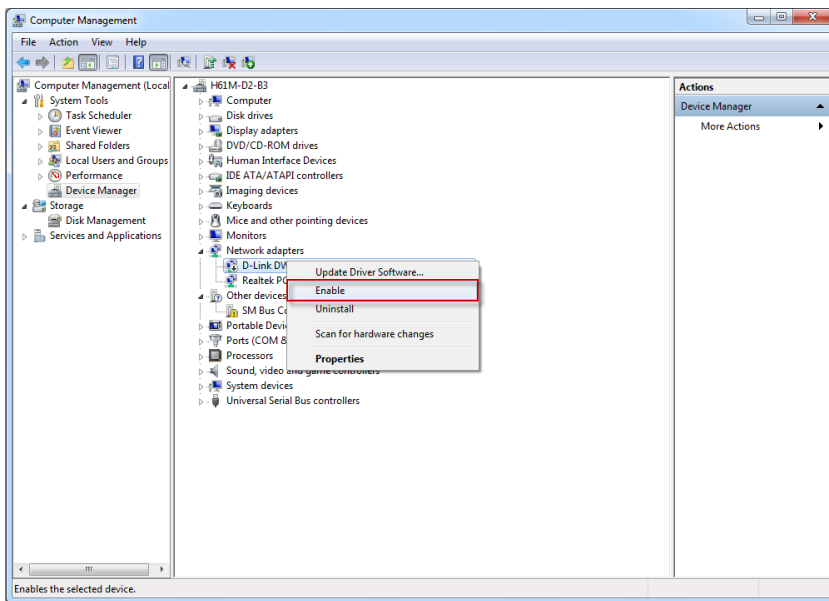 Computer Management
File Action View Help
Computer Management (Local
System Tools
Task Scheduler
Event Viewer
Shared Folders
Local Users and Groups
Performance
Device Manager
Storage
Disk Management
Services and Applications
H61M-D2-B3
Computer
Disk drives
Display adapters
DVD/CD-ROM drives
Human Interface Devices
IDE ATA/ATAPI controllers
Imaging devices
Keyboards
Mice and other pointing devices
Monitors
Network adapters
D-Link DW
Realtek PC
Other devices
SM Bus Co
Portable Devi
Ports (COM &
Processors
Sound, video and game controllers
System devices
Universal Serial Bus controllers
Update Driver Software...
Enable
Uninstall
Scan for hardware changes
Properties
Actions
Device Manager
More Actions
Enables the selected device.